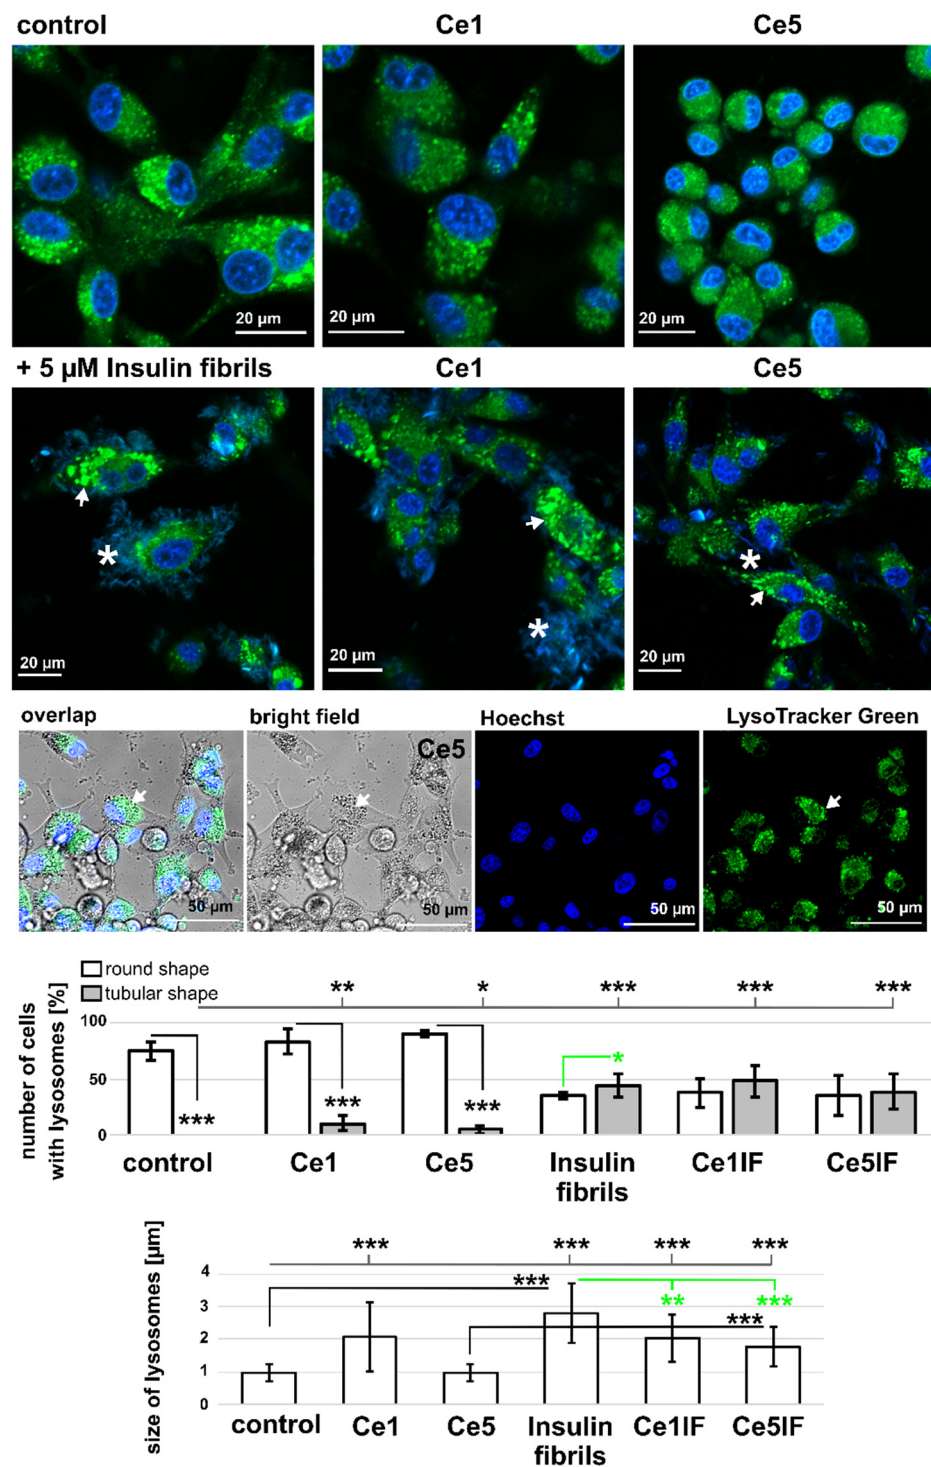 control Ce1 Ce5
20 µm 20 µm 20 µm
+ 5 µM Insulin fibrils Ce1 Ce5
* * *
20 µm 20 µm 20 µm
overlap bright field Hoechst LysoTracker Green
Ce5
50 µm 50 µm 50 µm 50 µm
round shape
tubular shape
** * *** *** ***
number of cells
with lysosomes [%]
100
50
0
*** *** *** *
control Ce1 Ce5 Insulin fibrils Ce1IF Ce5IF
size of lysosomes [µm]
*** *** *** ***
4
3
2
1
0
*** ** *** ***
control Ce1 Ce5 Insulin fibrils Ce1IF Ce5IF